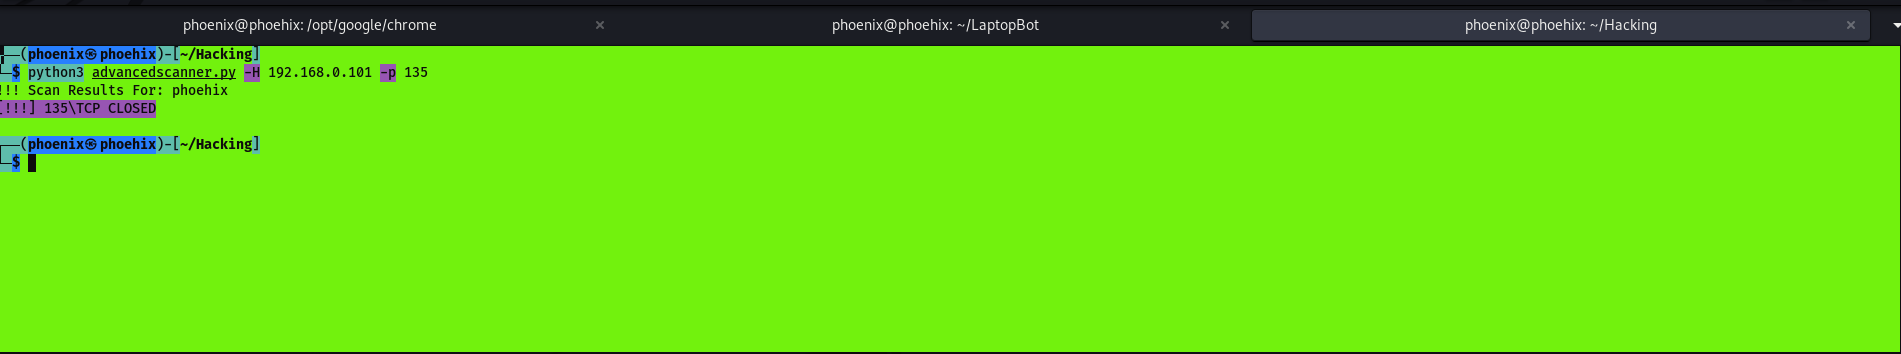 phoenix@phoehix: /opt/google/chrome × phoenix@phoehix: ~/LaptopBot × phoenix@phoehix: ~/Hacking ×
┌──(phoenix㉿phoehix)-[~/Hacking]
└─$ python3 advancedscanner.py -H 192.168.0.101 -p 135
!!! Scan Results For: phoehix
[!!!] 135\TCP CLOSED
┌──(phoenix㉿phoehix)-[~/Hacking]
└─$